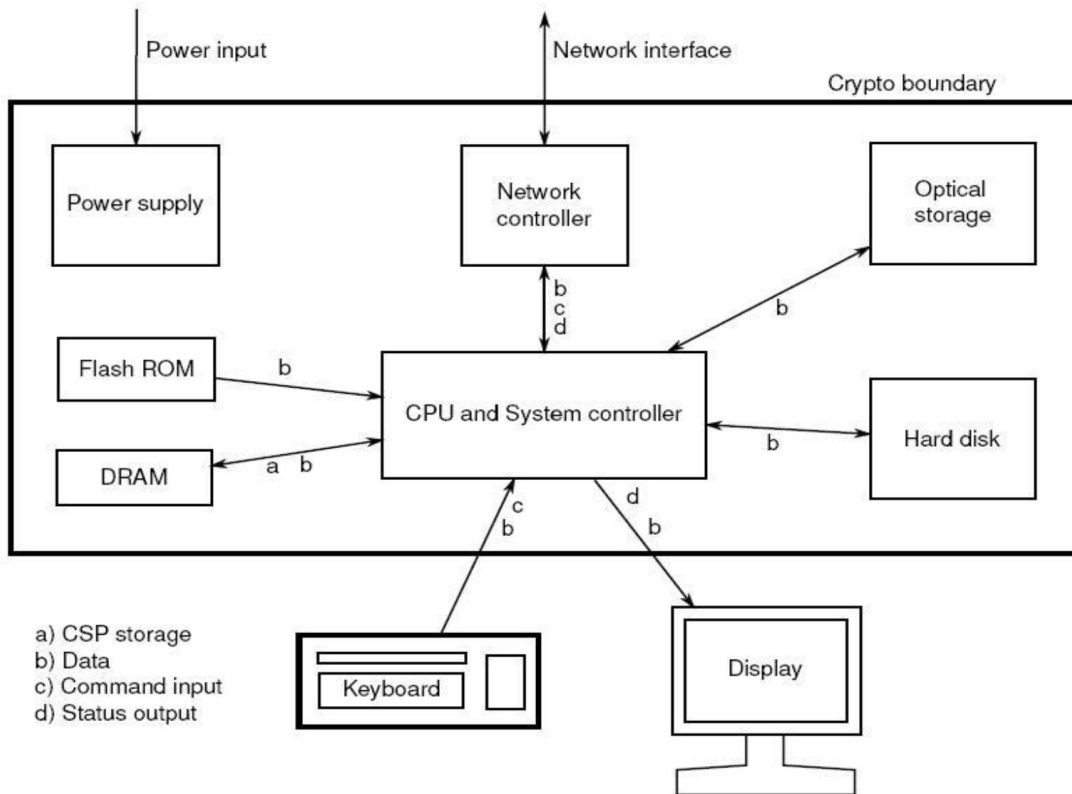 Power input
Network interface
Crypto boundary
Power supply
Network
controller
Optical
storage
b
c
d
b
Flash ROM
b
CPU and System controller
b
Hard disk
DRAM
a b
c
b
d
b
a) CSP storage
b) Data
c) Command input
d) Status output
Keyboard
Display